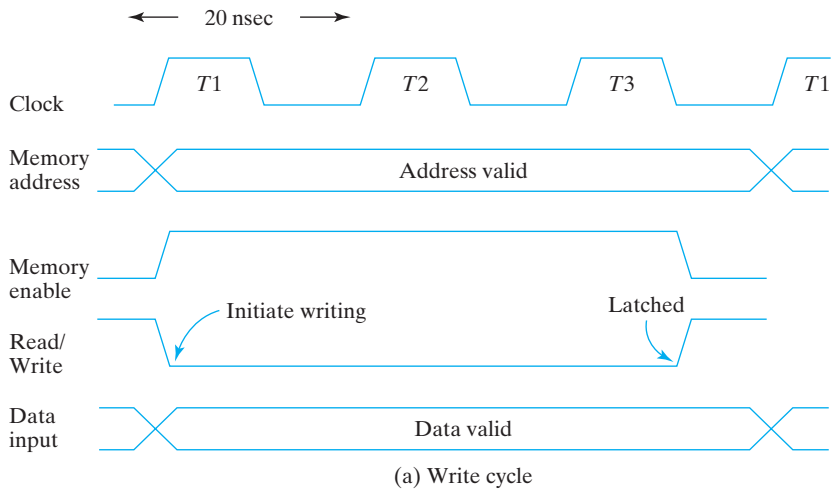 20 nsec
Clock
T1
T2
T3
T1
Memory
address
Address valid
Memory
enable
Initiate writing
Latched
Read/
Write
Data
input
Data valid
(a) Write cycle